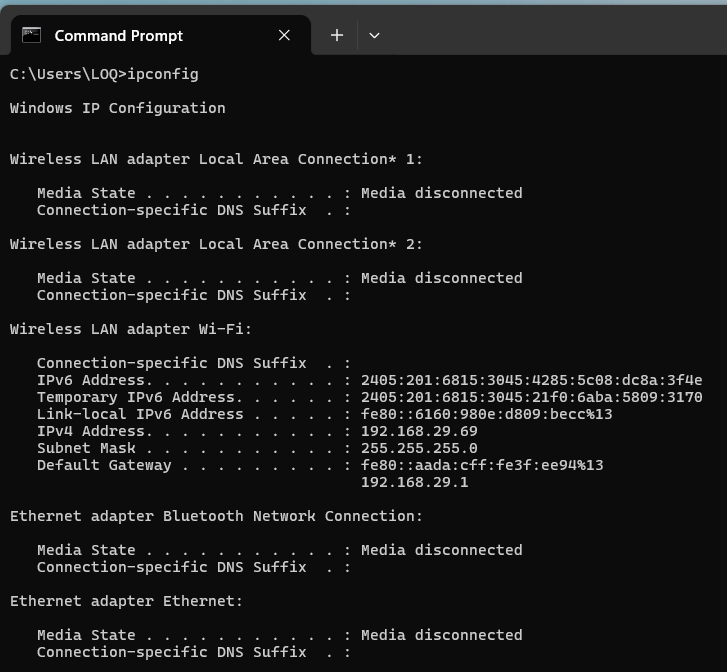 Command Prompt
C:\Users\LOQ>ipconfig
Windows IP Configuration
Wireless LAN adapter Local Area Connection* 1:
Media State . . . . . . . . . . . : Media disconnected
Connection-specific DNS Suffix  . :
Wireless LAN adapter Local Area Connection* 2:
Media State . . . . . . . . . . . : Media disconnected
Connection-specific DNS Suffix  . :
Wireless LAN adapter Wi-Fi:
Connection-specific DNS Suffix  . :
IPv6 Address. . . . . . . . . . . : 2405:201:6815:3045:4285:5c08:dc8a:3f4e
Temporary IPv6 Address. . . . . . : 2405:201:6815:3045:21f0:6aba:5809:3170
Link-local IPv6 Address . . . . . : fe80::6160:980e:d809:becc%13
IPv4 Address. . . . . . . . . . . : 192.168.29.69
Subnet Mask . . . . . . . . . . . : 255.255.255.0
Default Gateway . . . . . . . . . : fe80::aada:cff:fe3f:ee94%13
192.168.29.1
Ethernet adapter Bluetooth Network Connection:
Media State . . . . . . . . . . . : Media disconnected
Connection-specific DNS Suffix  . :
Ethernet adapter Ethernet:
Media State . . . . . . . . . . . : Media disconnected
Connection-specific DNS Suffix  . :